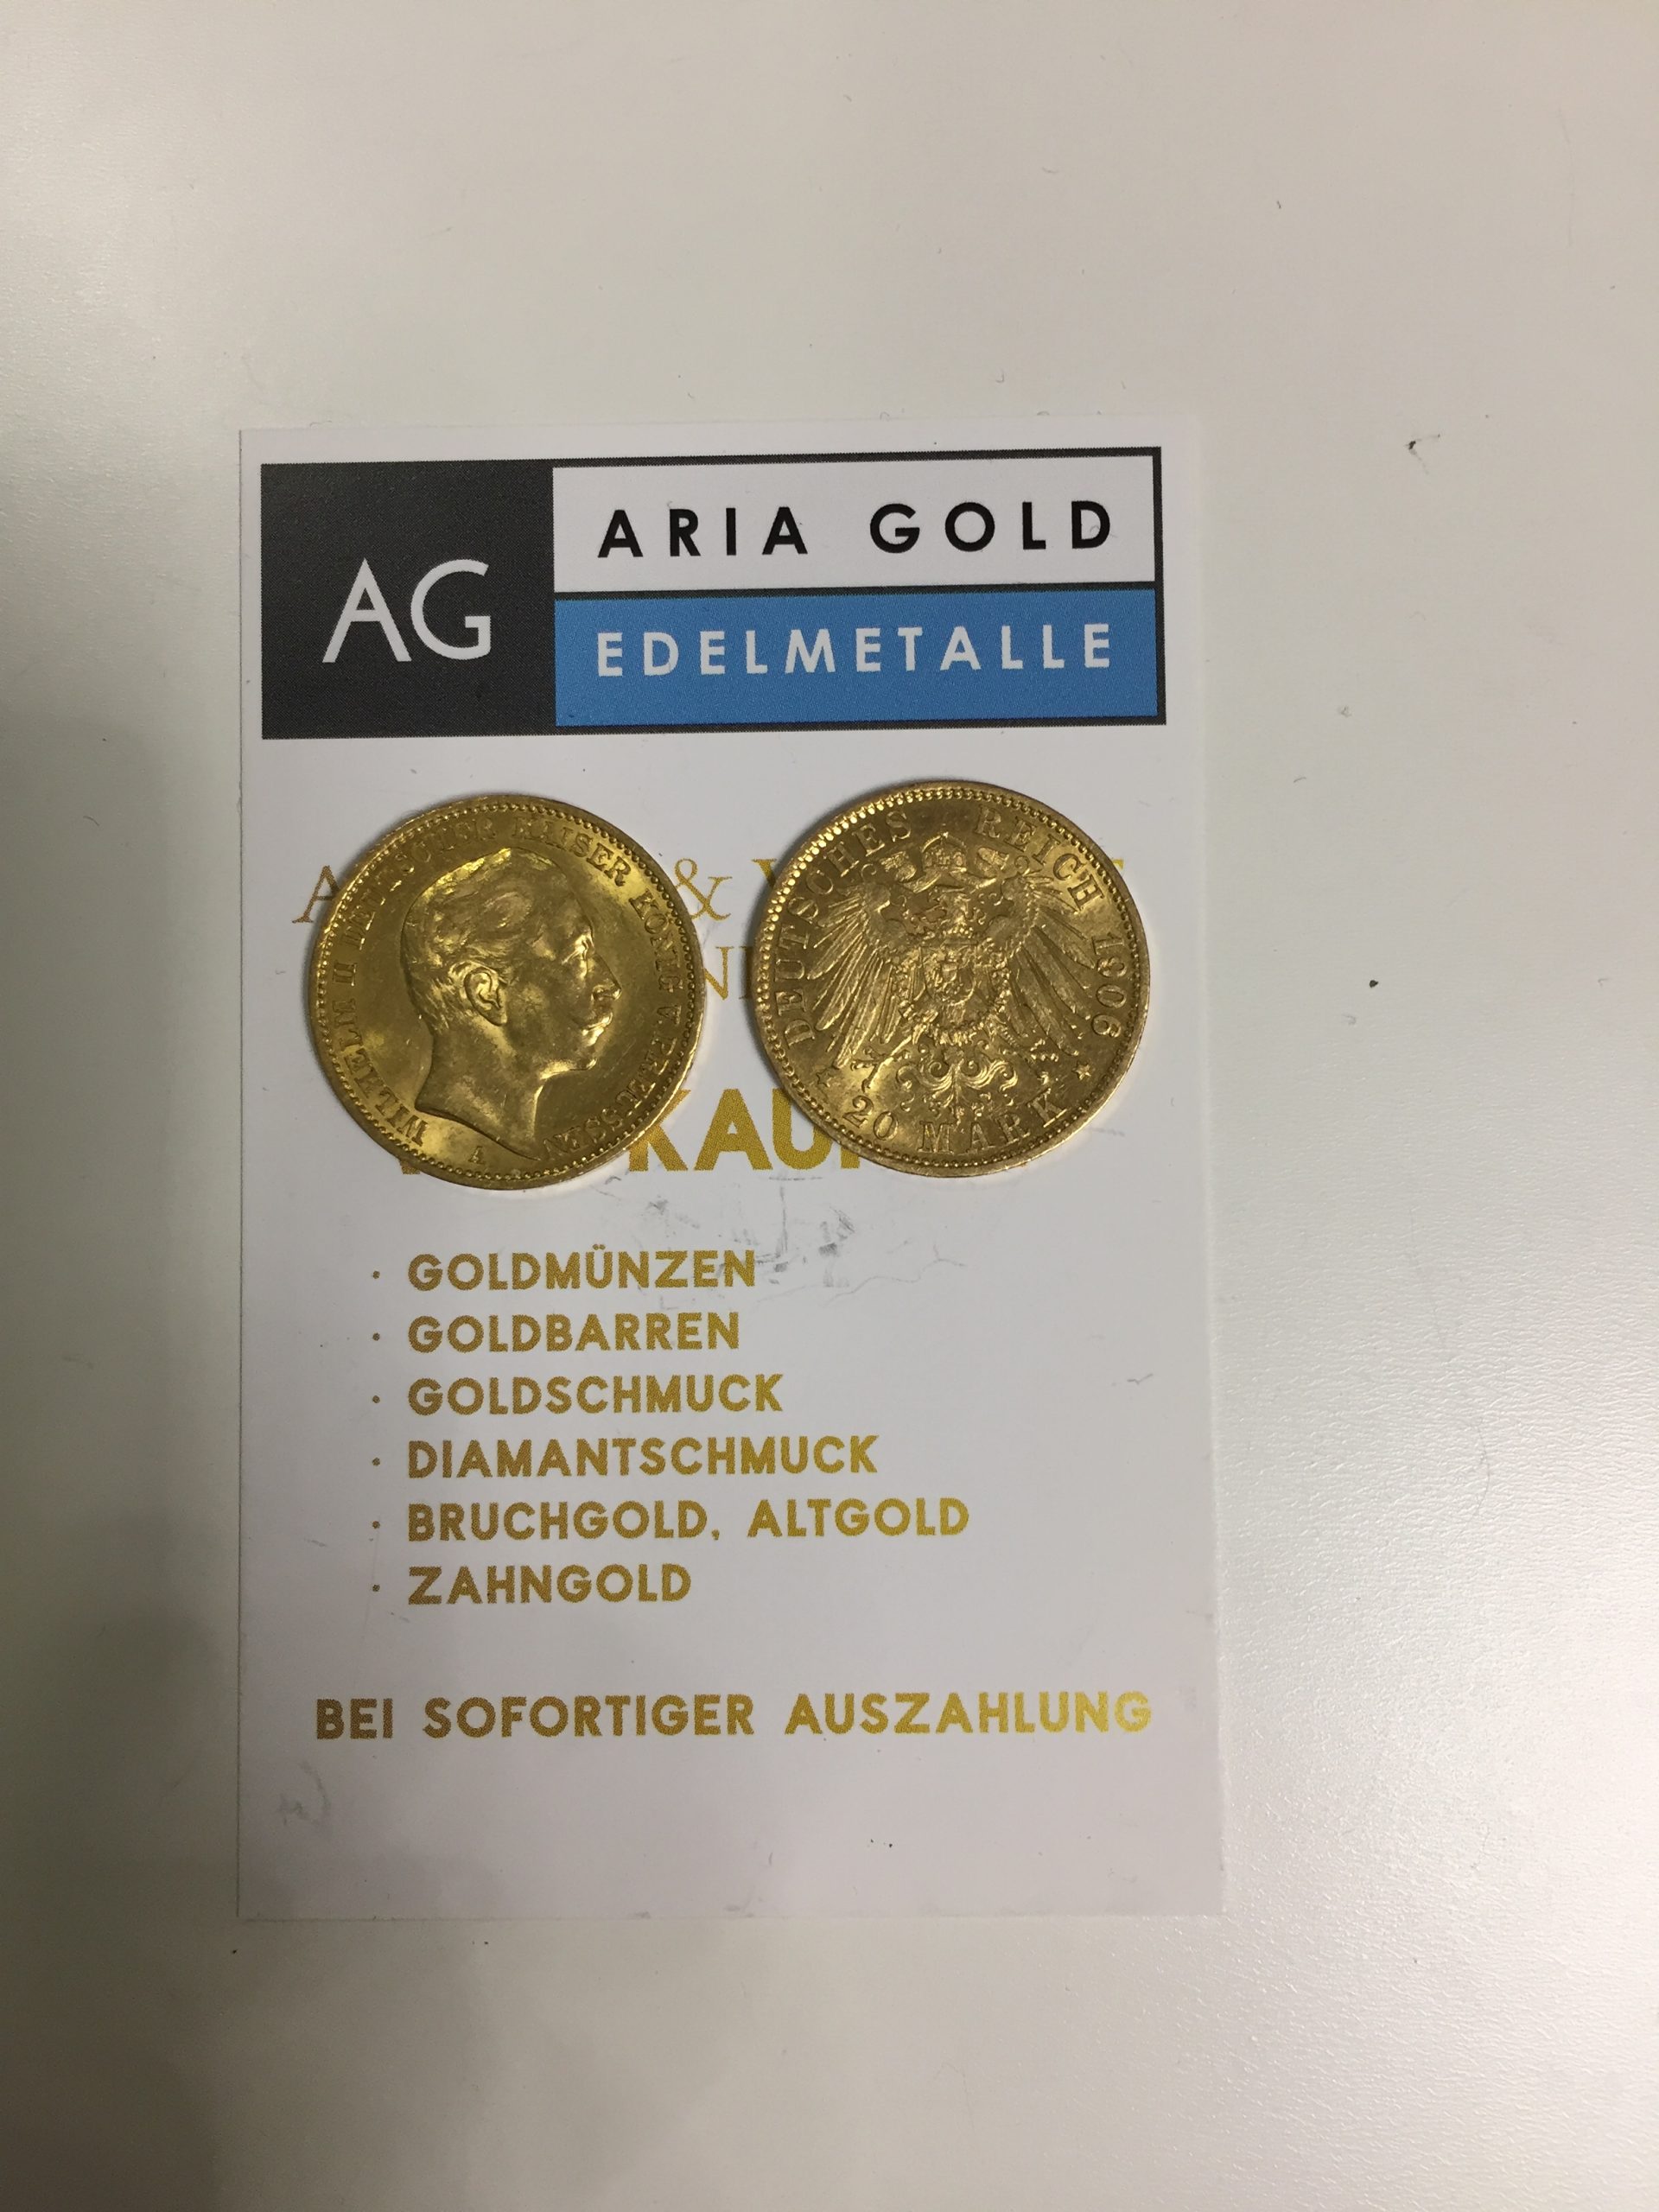 AG
ARIA GOLD
EDELMETALLE
&
WILHELM II DEUTSCHER KAISER KÖNIG V. PREUSSEN
A
DEUTSCHES REICH 1906
20 MARK
· GOLDMÜNZEN
· GOLDBARREN
· GOLDSCHMUCK
· DIAMANTSCHMUCK
· BRUCHGOLD, ALTGOLD
· ZAHNGOLD
BEI SOFORTIGER AUSZAHLUNG